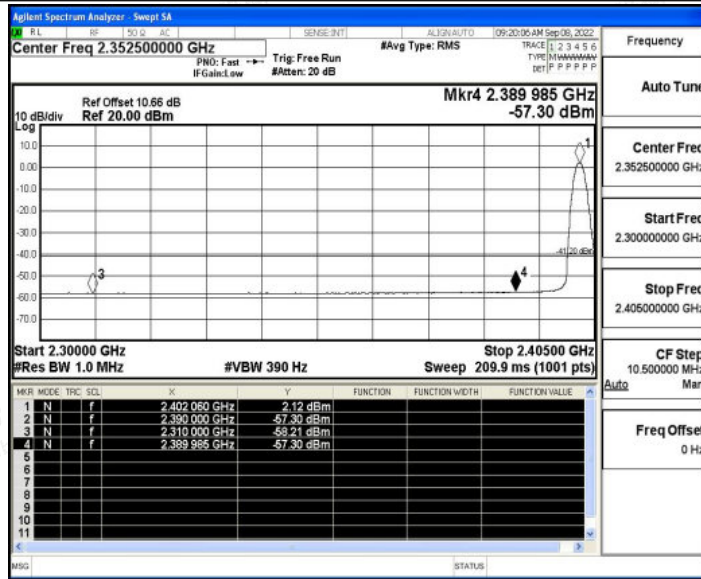 Agilent Spectrum Analyzer - Swept SA
RL RF 50 Ω AC SENSE:INT ALIGN AUTO 09:20:06 AM Sep 08, 2022
Center Freq 2.352500000 GHz #Avg Type: RMS TRACE 1 2 3 4 5 6
PNO: Fast Trig: Free Run TYPE M
IFGain:Low #Atten: 20 dB DET P P P P P P
Ref Offset 10.66 dB Mkr4 2.389 985 GHz
10 dB/div Ref 20.00 dBm -57.30 dBm
Log
10.0
0.00
-10.0
-20.0
-30.0
-40.0
-50.0
-60.0
-70.0
1
-41.20 dBm
3
4
Start 2.30000 GHz Stop 2.40500 GHz
#Res BW 1.0 MHz #VBW 390 Hz Sweep 209.9 ms (1001 pts)
MKR MODE TRC SCL X Y FUNCTION FUNCTION WIDTH FUNCTION VALUE
1 N f 2.402 060 GHz 2.12 dBm
2 N f 2.390 000 GHz -57.30 dBm
3 N f 2.310 000 GHz -58.21 dBm
4 N f 2.389 985 GHz -57.30 dBm
5
6
7
8
9
10
11
MSG STATUS
Frequency
Auto Tune
Center Freq
2.352500000 GHz
Start Freq
2.300000000 GHz
Stop Freq
2.405000000 GHz
CF Step
10.500000 MHz
Auto Man
Freq Offset
0 Hz